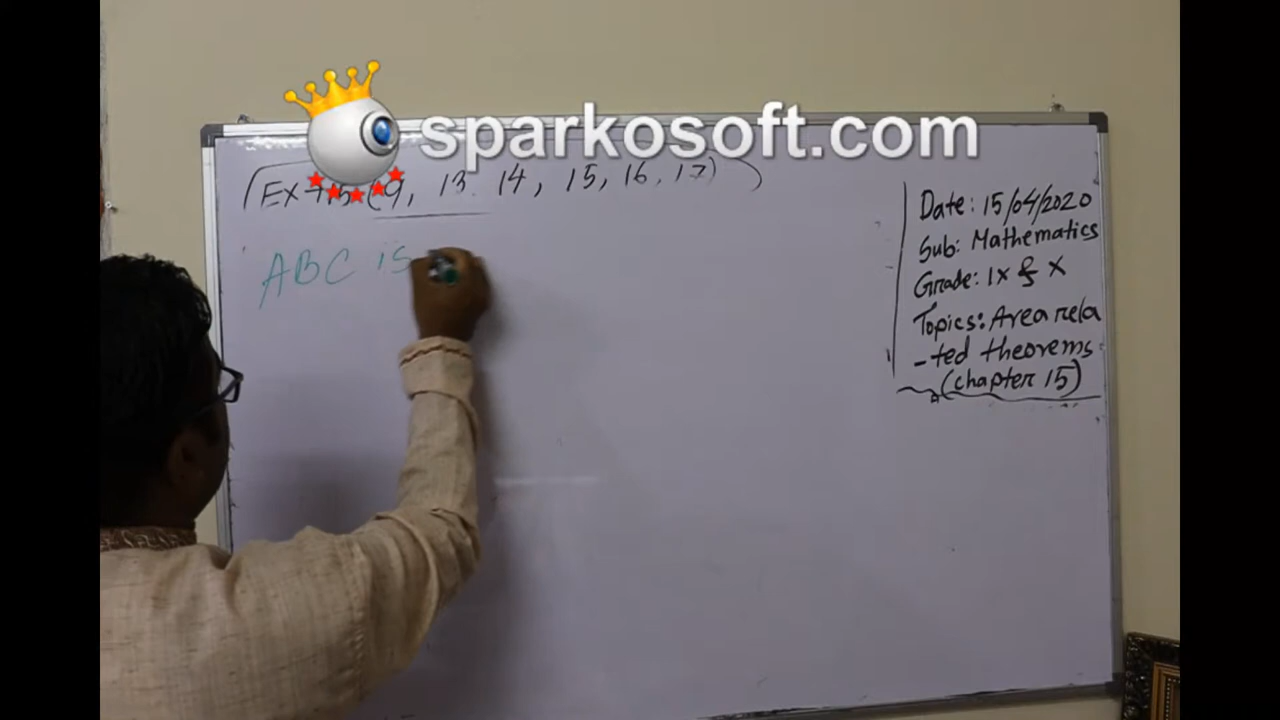 sparkosoft.com
(Ex - 15 (9, 13. 14, 15, 16, 17)
ABC is
Date: 15/04/2020
Sub: Mathematics
Grade: IX & X
Topics: Area rela
-ted theorems
(chapter 15)